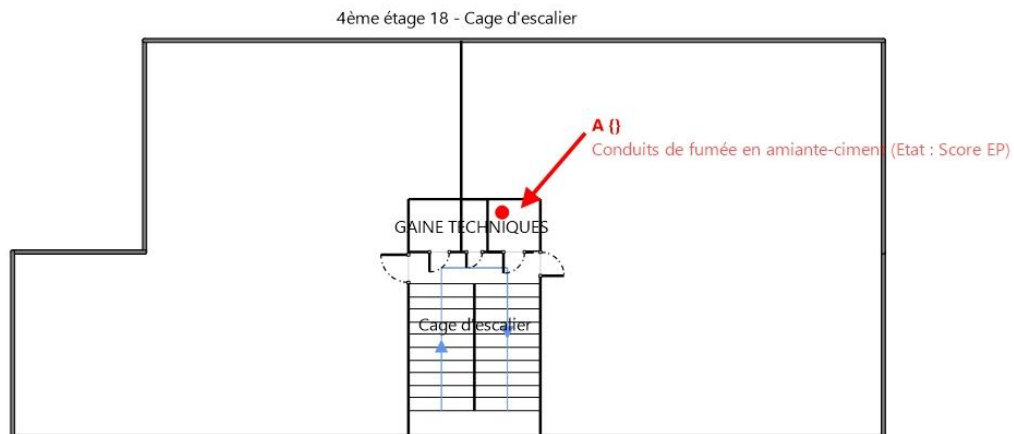 4ème étage 18 - Cage d'escalier
A {}
Conduits de fumée en amiante-ciment (Etat : Score EP)
GAINE TECHNIQUES
Cage d'escalier